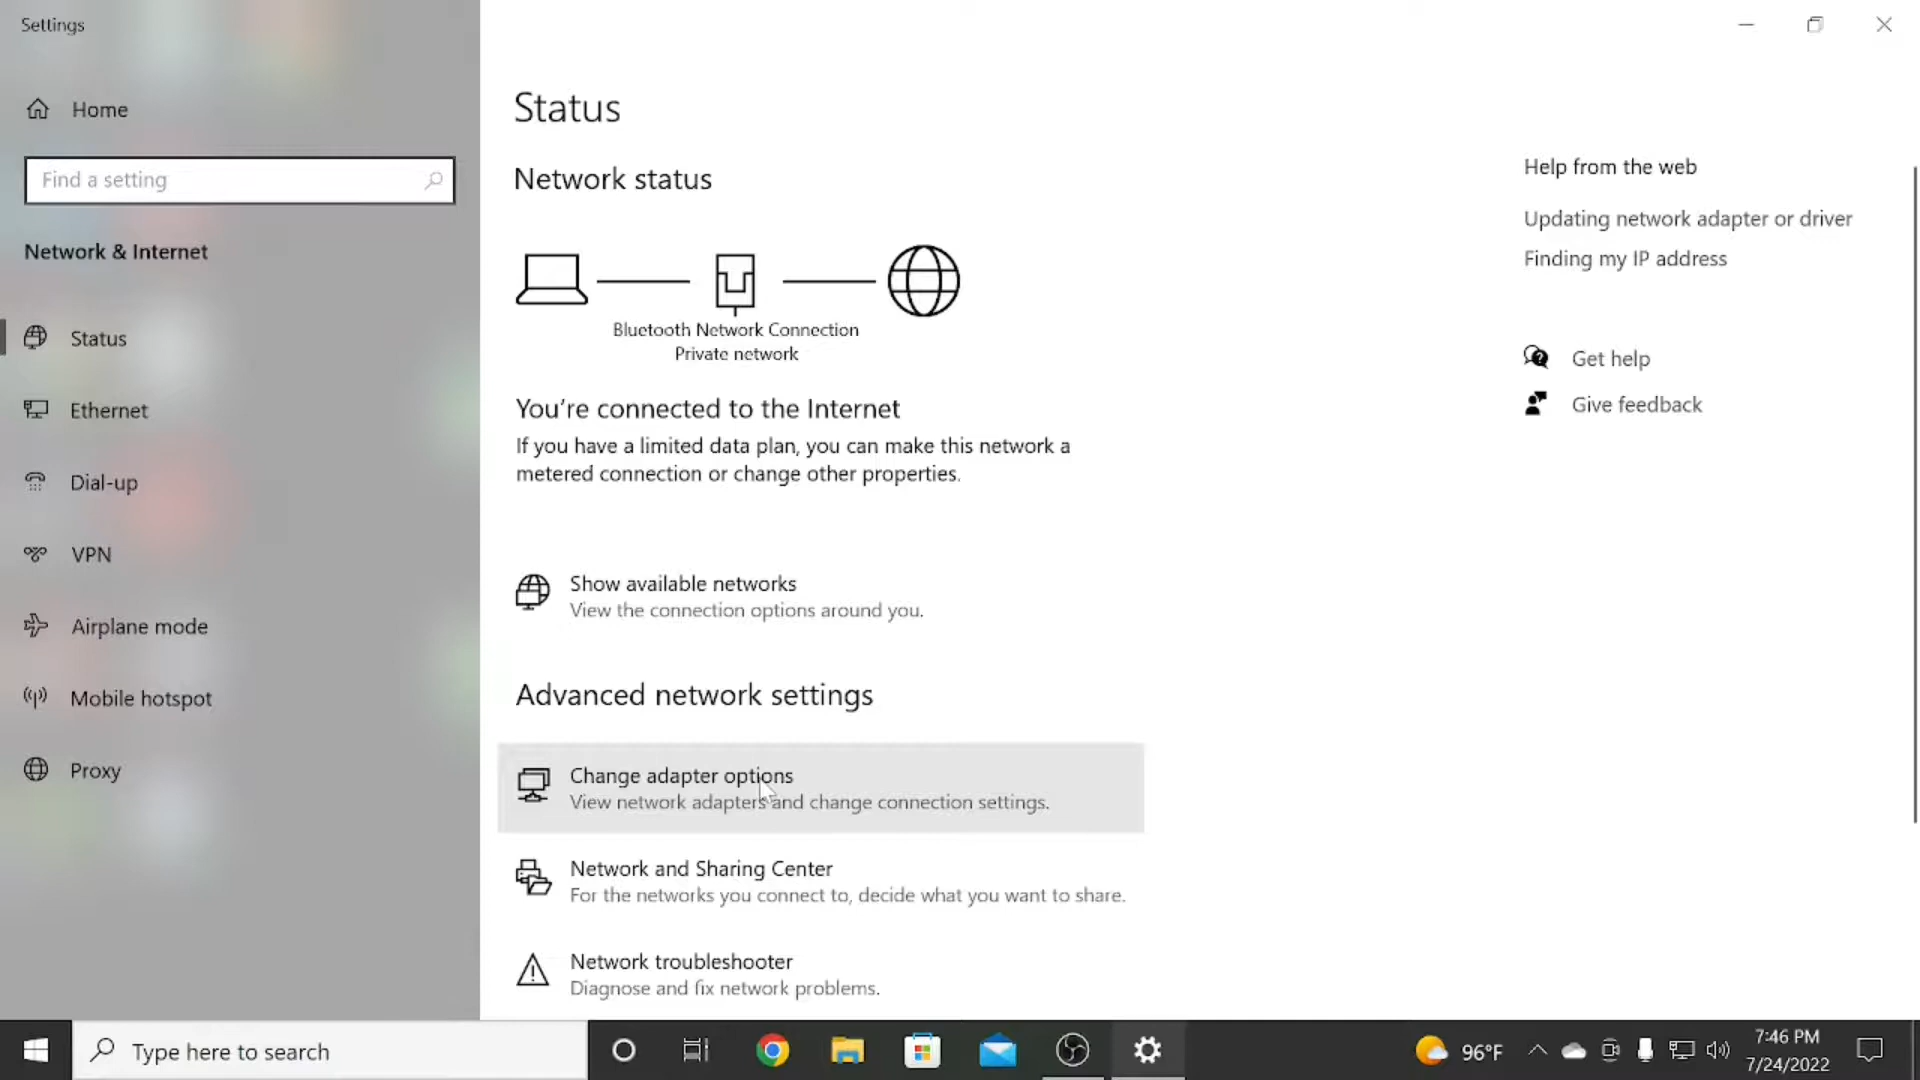 Settings
Home
Find a setting
Network & Internet
Status
Ethernet
Dial-up
VPN
Airplane mode
Mobile hotspot
Proxy
Status
Network status
Bluetooth Network Connection
Private network
You're connected to the Internet
If you have a limited data plan, you can make this network a
metered connection or change other properties.
Show available networks
View the connection options around you.
Advanced network settings
Change adapter options
View network adapters and change connection settings.
Network and Sharing Center
For the networks you connect to, decide what you want to share.
Network troubleshooter
Diagnose and fix network problems.
Help from the web
Updating network adapter or driver
Finding my IP address
Get help
Give feedback
Type here to search
96°F
7:46 PM
7/24/2022